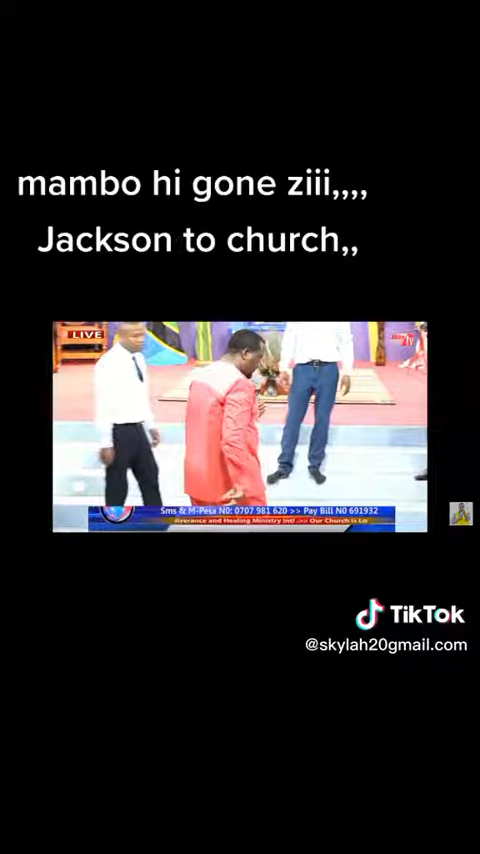 mambo hi gone ziii,,,,
Jackson to church,,
LIVE
Sms & M-Pesa N0: 0707 981 620 >> Pay Bill N0 691932
iverance and Healing Ministry Intl .>> Our Church is Lo
TikTok
@skylah20gmail.com